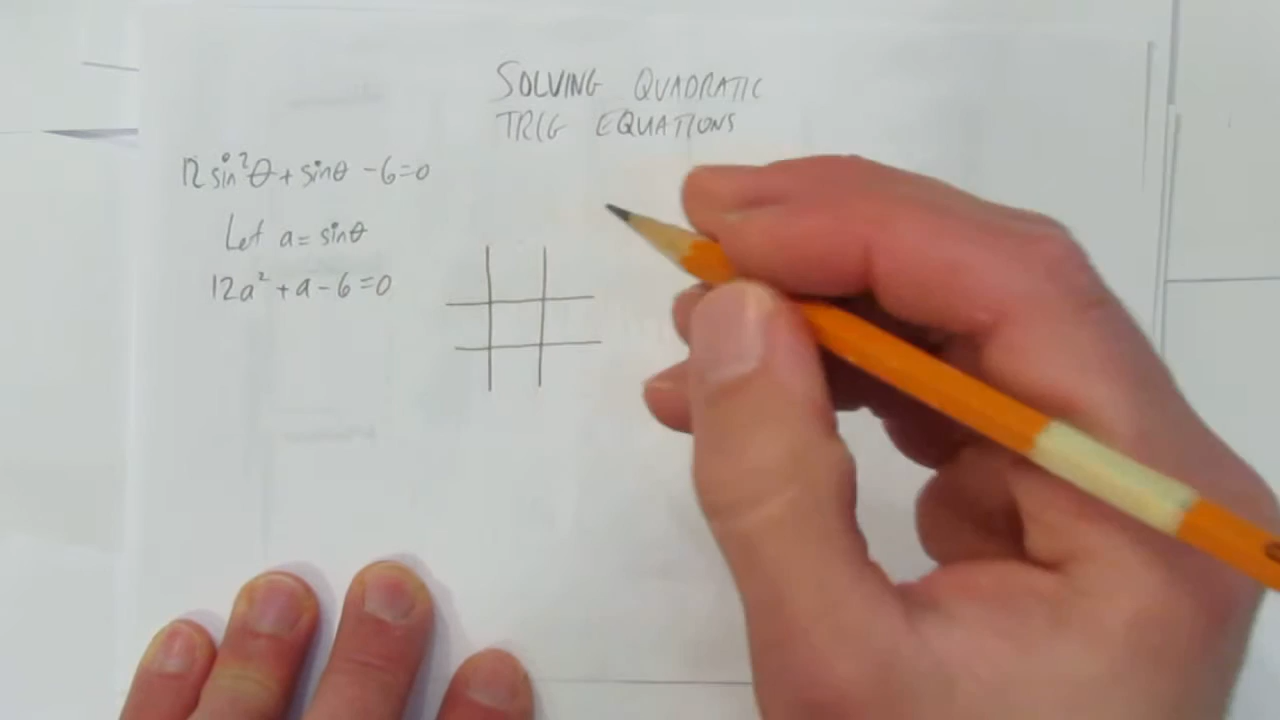 SOLVING QUADRATIC
TRIG EQUATIONS
12 sin²θ + sinθ - 6 = 0
Let a = sinθ
12a² + a - 6 = 0